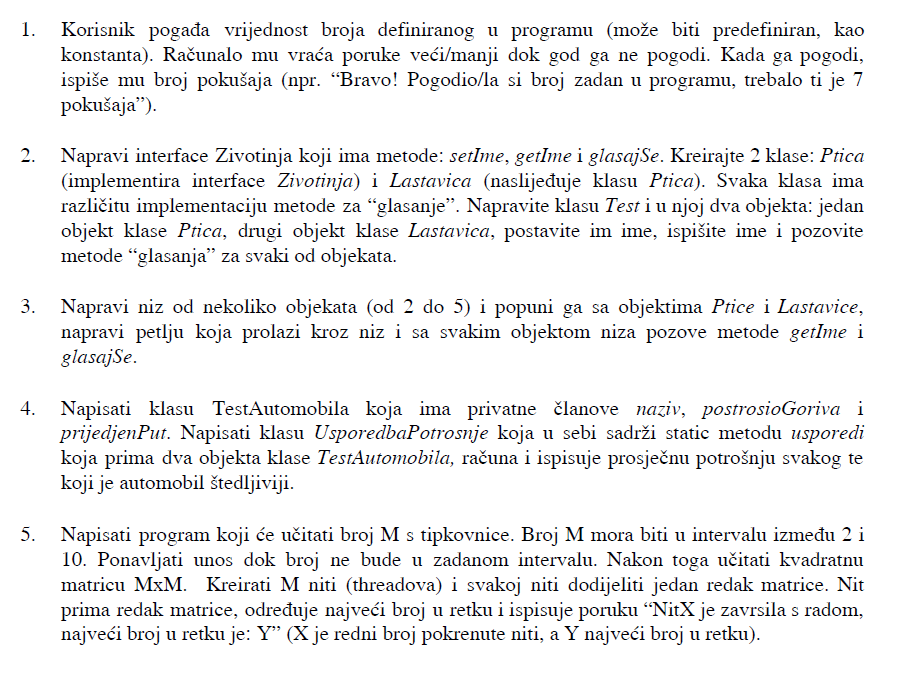 1. Korisnik pogađa vrijednost broja definiranog u programu (može biti predefiniran, kao
konstanta). Računalo mu vraća poruke veći/manji dok god ga ne pogodi. Kada ga pogodi,
ispiše mu broj pokušaja (npr. “Bravo! Pogodio/la si broj zadan u programu, trebalo ti je 7
pokušaja”).
2. Napravi interface Zivotinja koji ima metode: setIme, getIme i glasajSe. Kreirajte 2 klase: Ptica
(implementira interface Zivotinja) i Lastavica (naslijeđuje klasu Ptica). Svaka klasa ima
različitu implementaciju metode za “glasanje”. Napravite klasu Test i u njoj dva objekta: jedan
objekt klase Ptica, drugi objekt klase Lastavica, postavite im ime, ispišite ime i pozovite
metode “glasanja” za svaki od objekata.
3. Napravi niz od nekoliko objekata (od 2 do 5) i popuni ga sa objektima Ptice i Lastavice,
napravi petlju koja prolazi kroz niz i sa svakim objektom niza pozove metode getIme i
glasajSe.
4. Napisati klasu TestAutomobila koja ima privatne članove naziv, postrosioGoriva i
prijedjenPut. Napisati klasu UsporedbaPotrosnje koja u sebi sadrži static metodu usporedi
koja prima dva objekta klase TestAutomobila, računa i ispisuje prosječnu potrošnju svakog te
koji je automobil štedljiviji.
5. Napisati program koji će učitati broj M s tipkovnice. Broj M mora biti u intervalu između 2 i
10. Ponavljati unos dok broj ne bude u zadanom intervalu. Nakon toga učitati kvadratnu
matricu MxM. Kreirati M niti (threadova) i svakoj niti dodijeliti jedan redak matrice. Nit
prima redak matrice, određuje najveći broj u retku i ispisuje poruku “NitX je zavrsila s radom,
najveći broj u retku je: Y” (X je redni broj pokrenute niti, a Y najveći broj u retku).